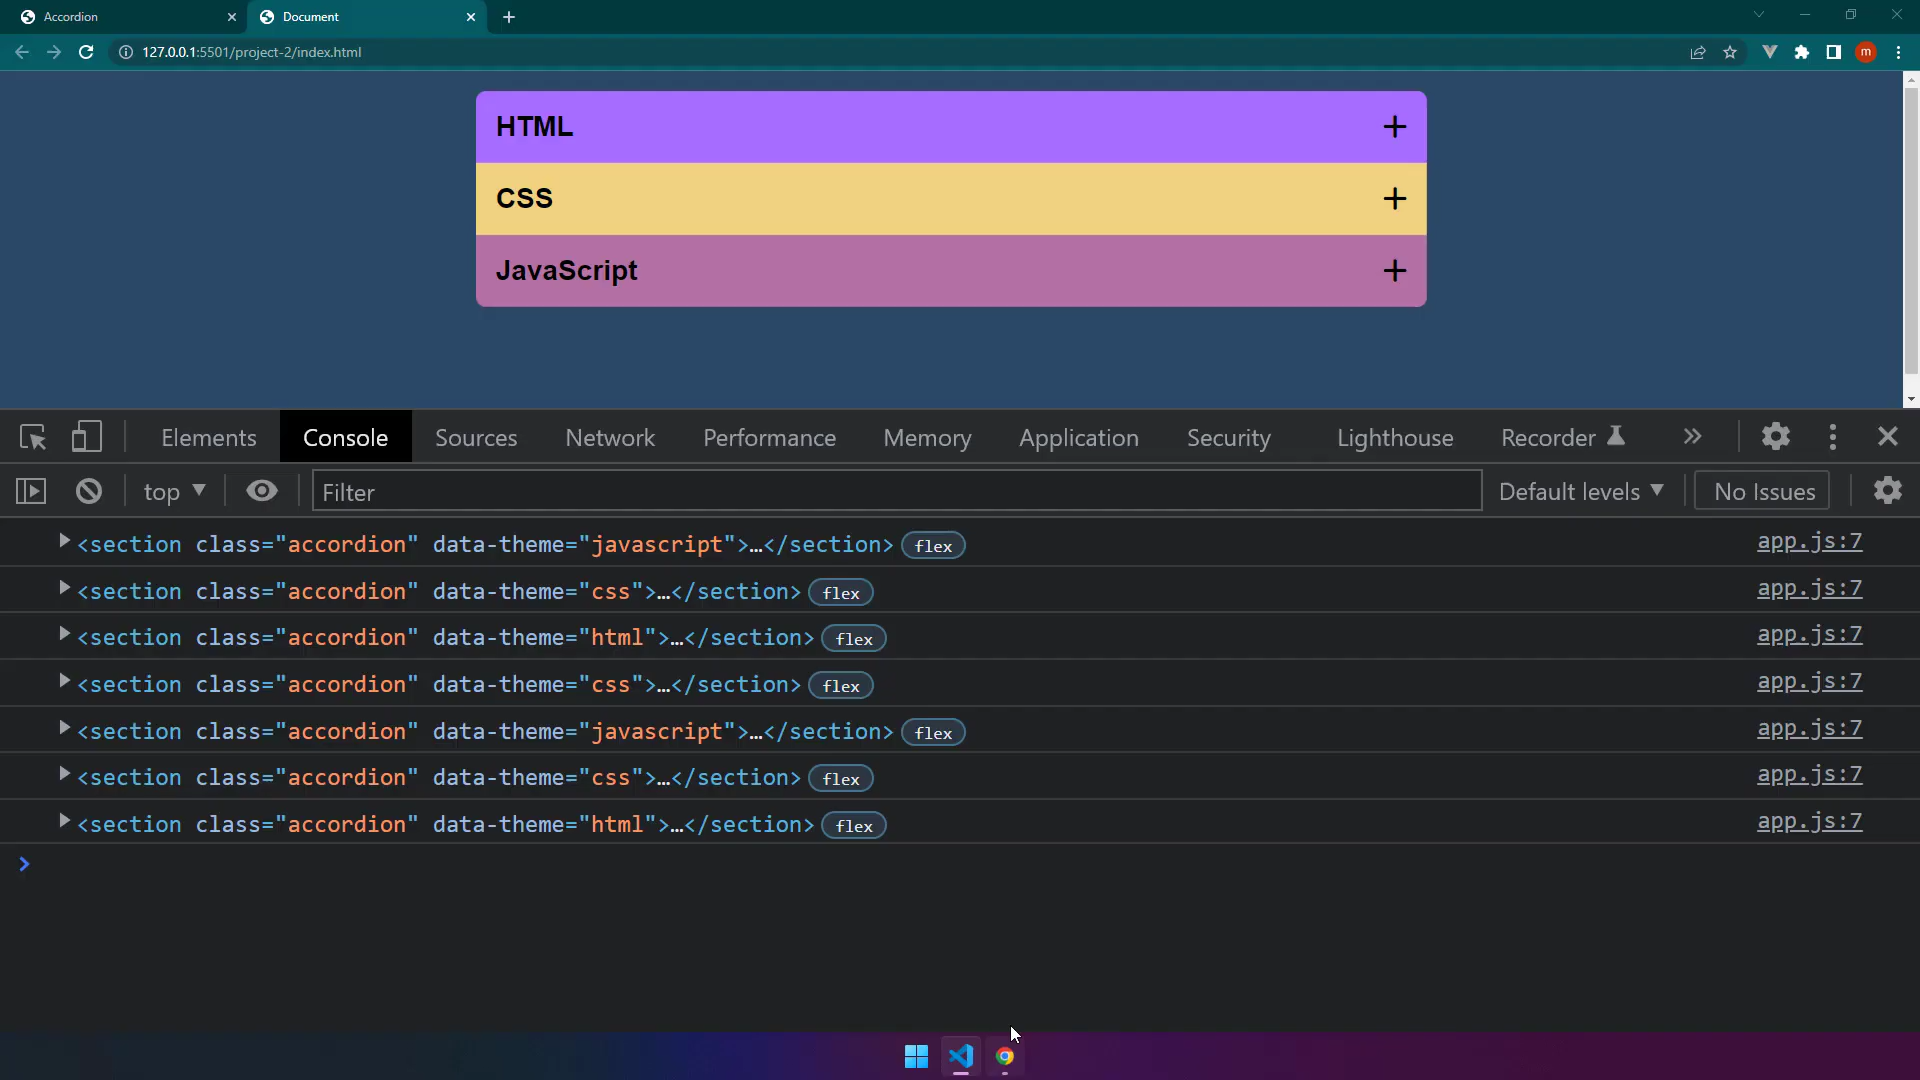 Accordion
Document
127.0.0.1:5501/project-2/index.html
m
HTML
CSS
JavaScript
Elements Console Sources Network Performance Memory Application Security Lighthouse Recorder
top Filter Default levels No Issues
<section class="accordion" data-theme="javascript">…</section> flex app.js:7
<section class="accordion" data-theme="css">…</section> flex app.js:7
<section class="accordion" data-theme="html">…</section> flex app.js:7
<section class="accordion" data-theme="css">…</section> flex app.js:7
<section class="accordion" data-theme="javascript">…</section> flex app.js:7
<section class="accordion" data-theme="css">…</section> flex app.js:7
<section class="accordion" data-theme="html">…</section> flex app.js:7